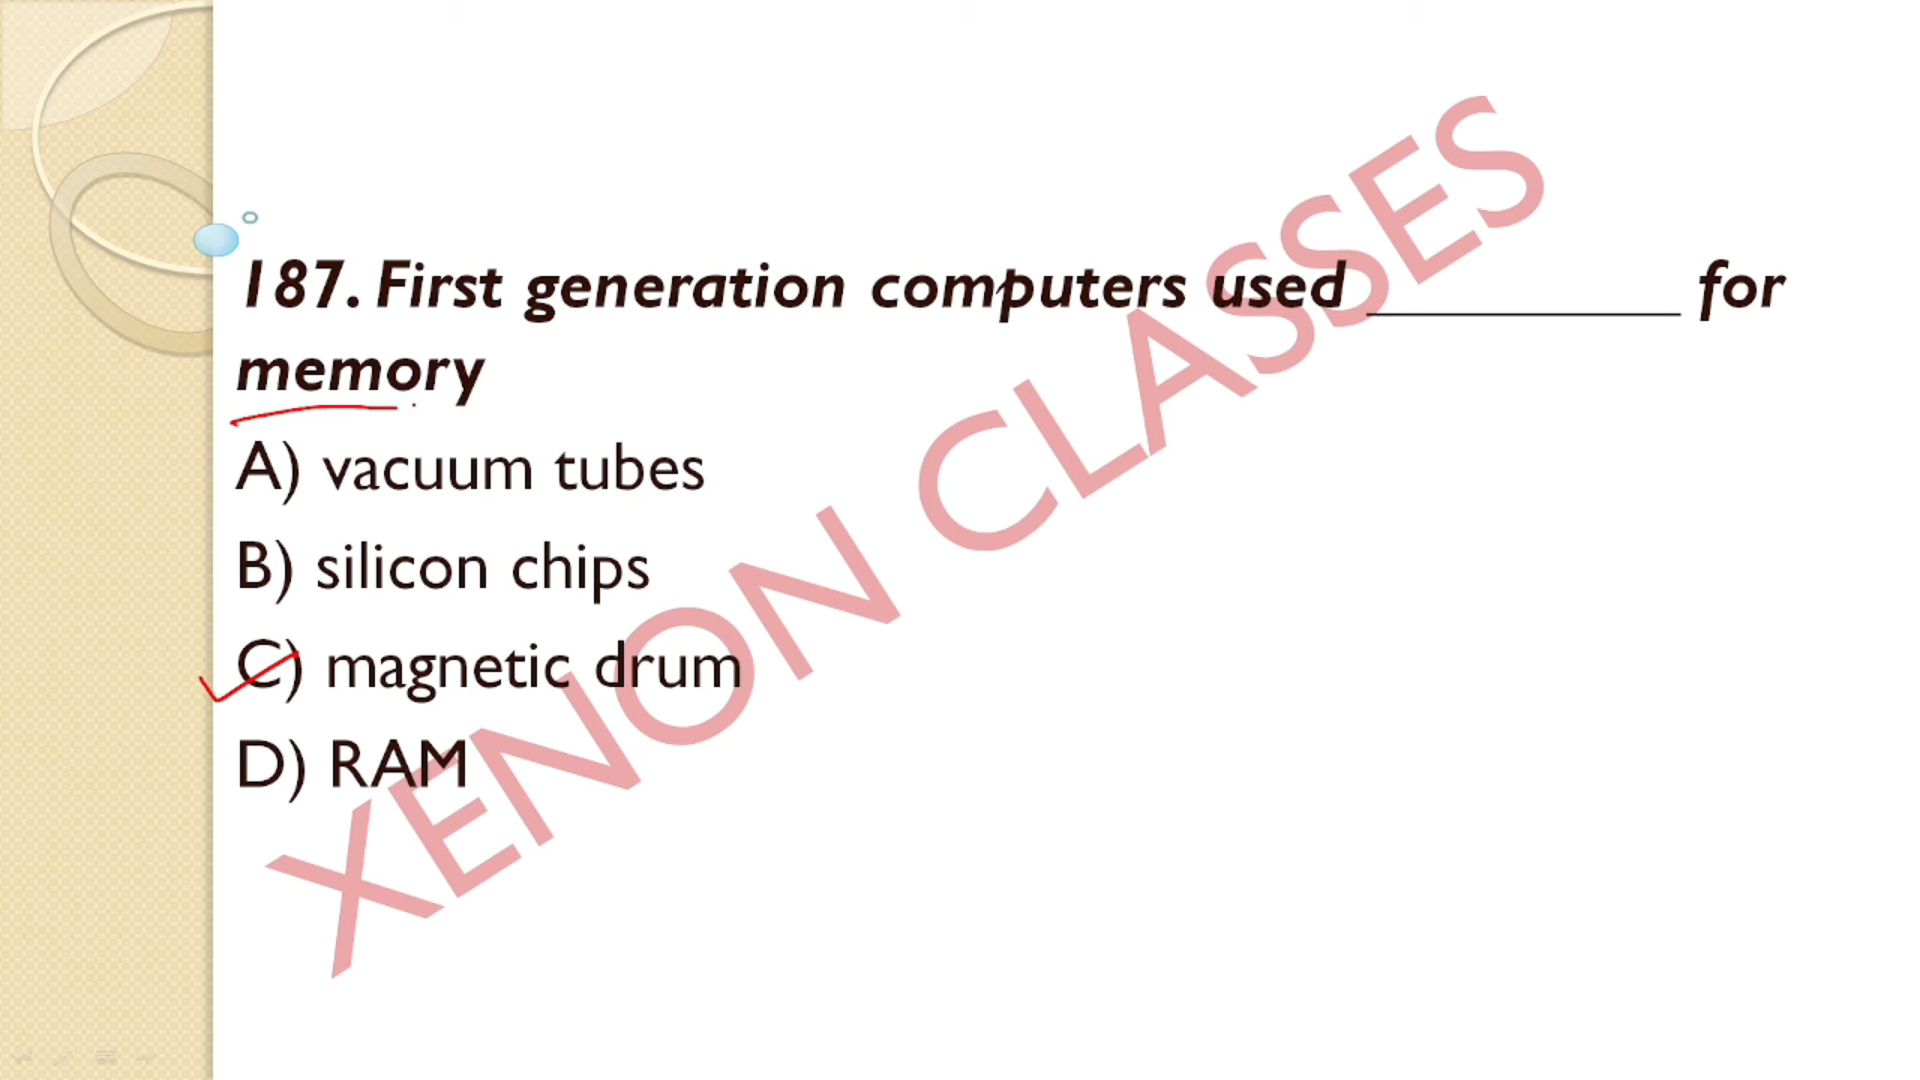 187. First generation computers used __________ for
memory
A) vacuum tubes
B) silicon chips
C) magnetic drum
D) RAM
XENON CLASSES